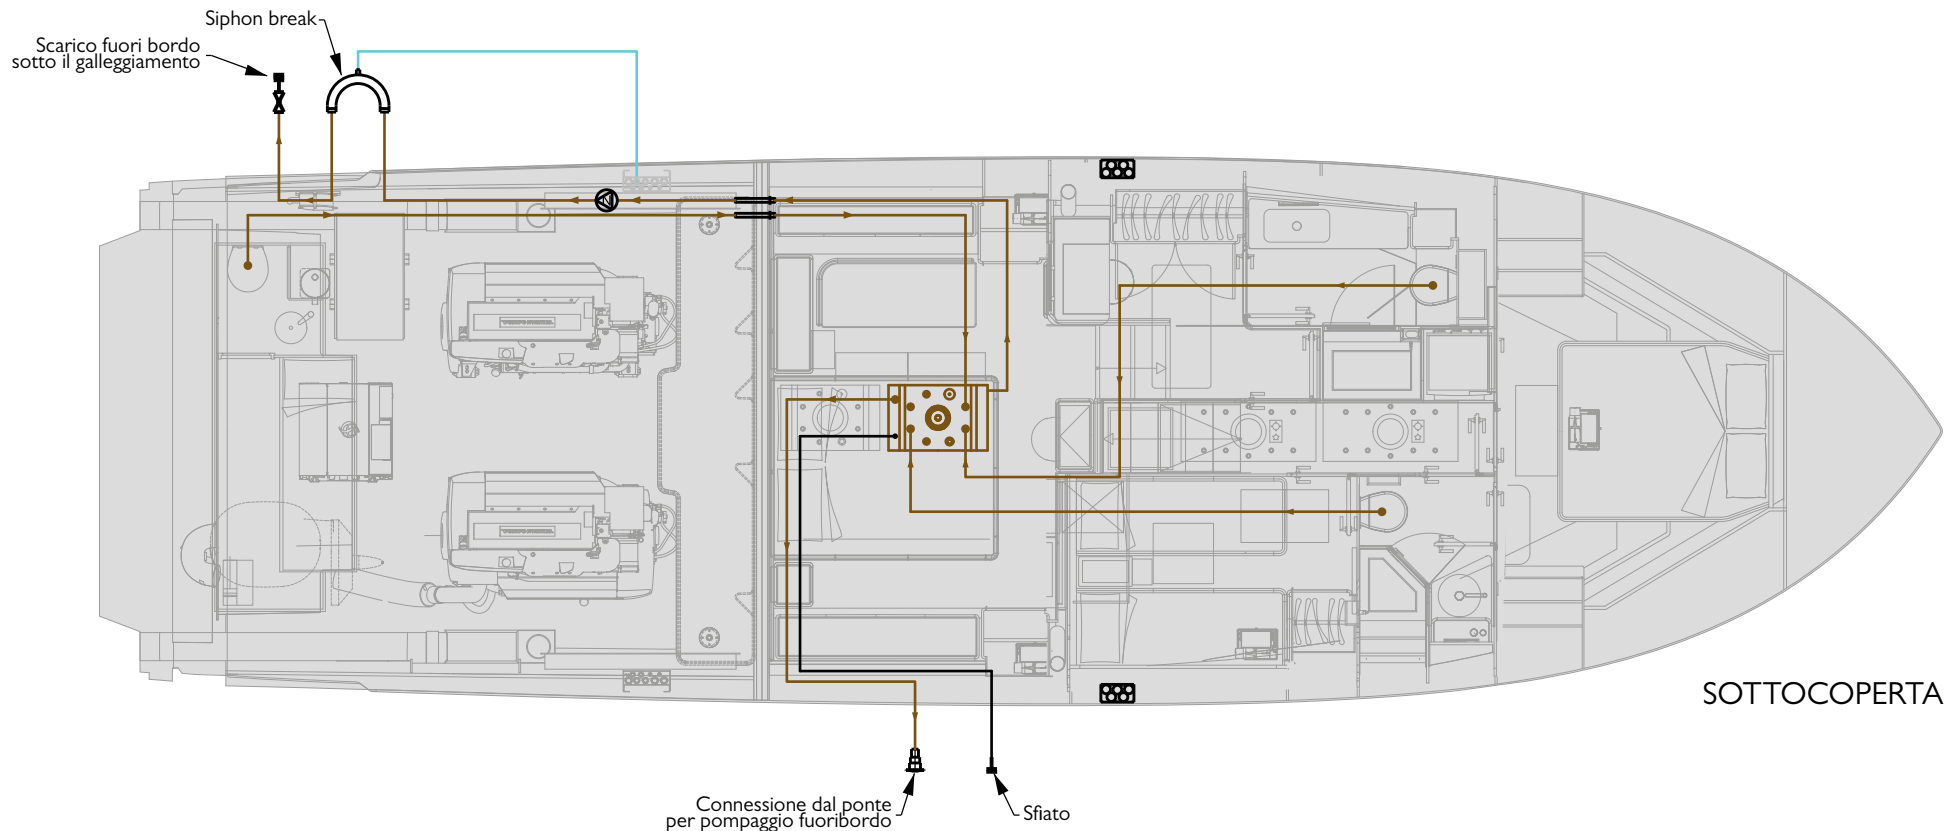 Siphon break
Scarico fuori bordo
sotto il galleggiamento
SOTTOCOPERTA
Connessione dal ponte
per pompaggio fuoribordo
Sfiato